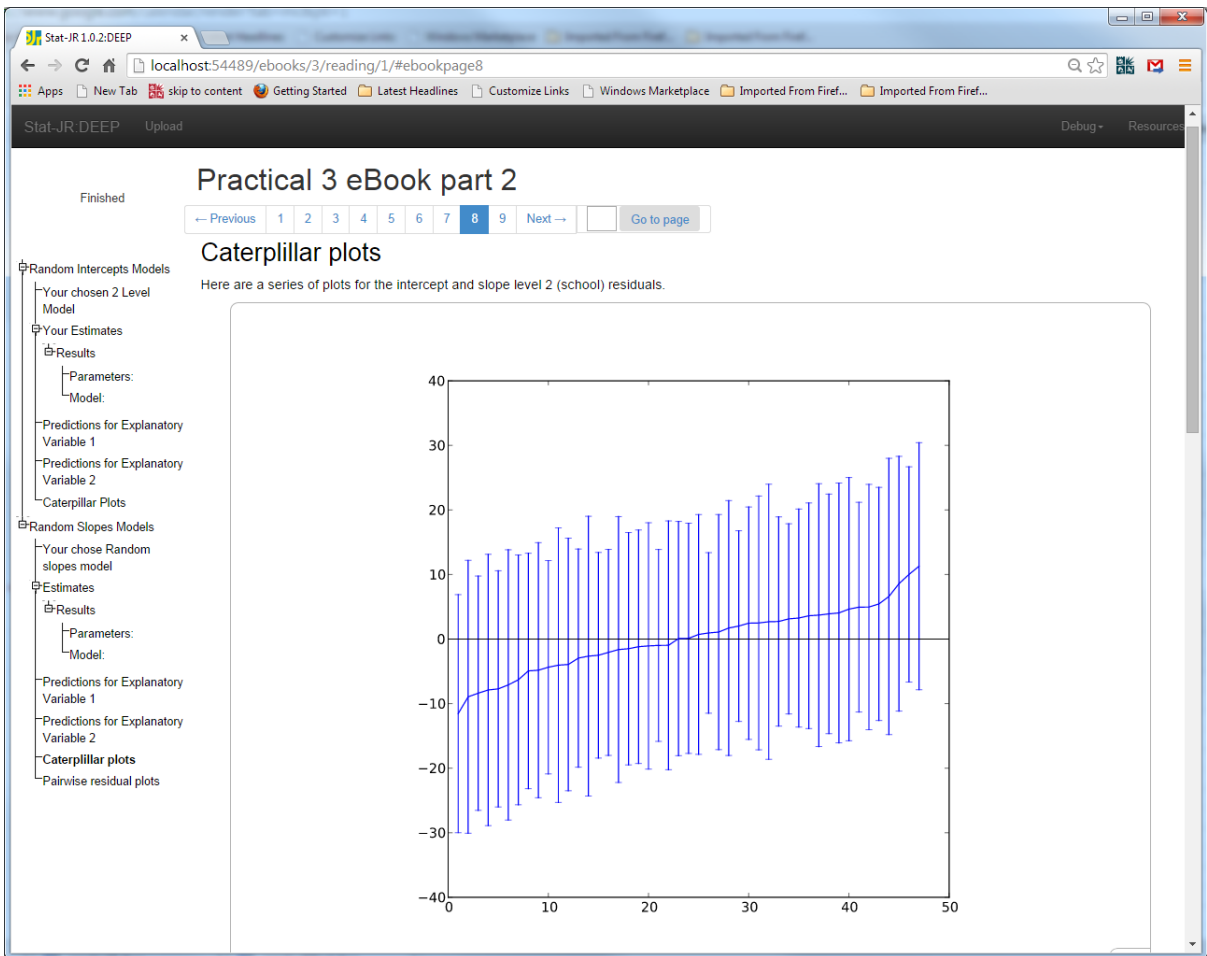 Stat-JR 1.0.2:DEEP
localhost:54489/ebooks/3/reading/1/#ebookpage8
Apps New Tab skip to content Getting Started Latest Headlines Customize Links Windows Marketplace Imported From Firef... Imported From Firef...
Stat-JR:DEEP Upload Debug Resources
Finished
Practical 3 eBook part 2
← Previous 1 2 3 4 5 6 7 8 9 Next → Go to page
Caterplillar plots
Here are a series of plots for the intercept and slope level 2 (school) residuals.
Random Intercepts Models
Your chosen 2 Level
Model
Your Estimates
Results
Parameters:
Model:
Predictions for Explanatory
Variable 1
Predictions for Explanatory
Variable 2
Caterpillar Plots
Random Slopes Models
Your chose Random
slopes model
Estimates
Results
Parameters:
Model:
Predictions for Explanatory
Variable 1
Predictions for Explanatory
Variable 2
Caterplillar plots
Pairwise residual plots
40
30
20
10
0
−10
−20
−30
−40
0 10 20 30 40 50